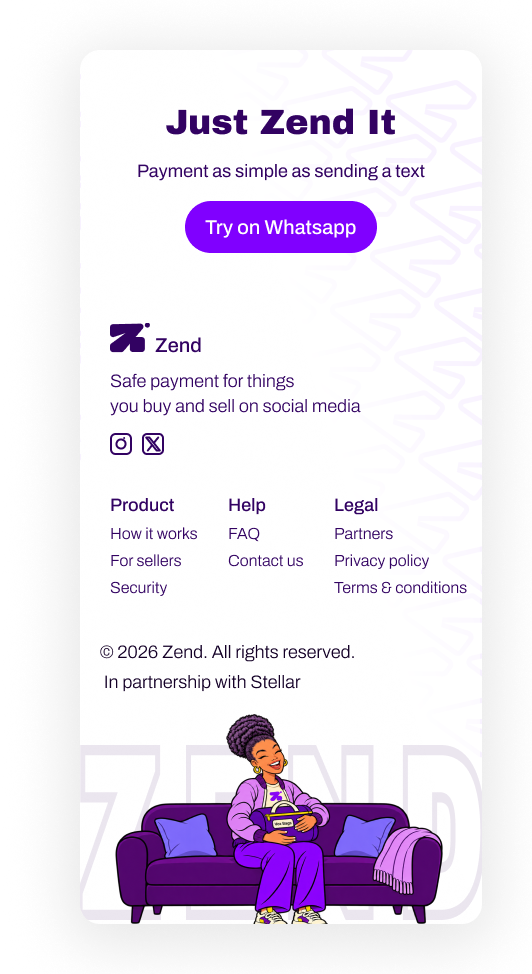 Just Zend It
Payment as simple as sending a text
Try on Whatsapp
Zend
Safe payment for things
you buy and sell on social media
Product
How it works
For sellers
Security
Help
FAQ
Contact us
Legal
Partners
Privacy policy
Terms & conditions
© 2026 Zend. All rights reserved.
In partnership with Stellar
ZEND